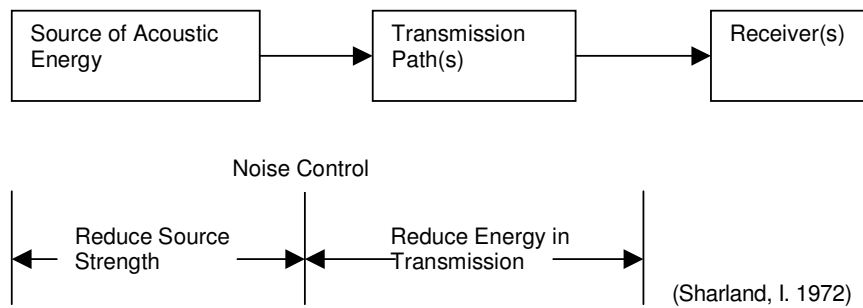 Source of Acoustic
Energy
Transmission
Path(s)
Receiver(s)
Noise Control
Reduce Source
Strength
Reduce Energy in
Transmission
(Sharland, I. 1972)